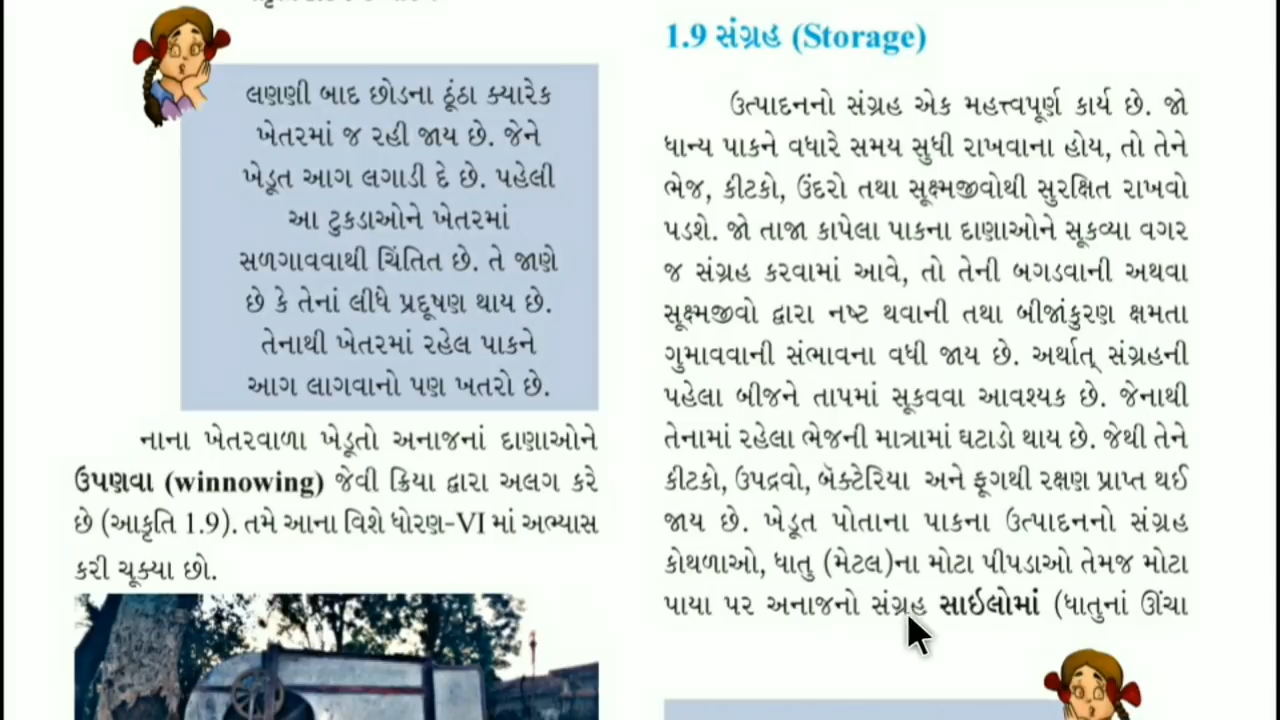 લણણી બાદ છોડના ઠૂંઠા ક્યારેક
ખેતરમાં જ રહી જાય છે. જેને
ખેડૂત આગ લગાડી દે છે. પહેલી
આ ટુકડાઓને ખેતરમાં
સળગાવવાથી ચિંતિત છે. તે જાણે
છે કે તેનાં લીધે પ્રદૂષણ થાય છે.
તેનાથી ખેતરમાં રહેલ પાકને
આગ લાગવાનો પણ ખતરો છે.
નાના ખેતરવાળા ખેડૂતો અનાજનાં દાણાઓને
ઉપણવા (winnowing) જેવી ક્રિયા દ્વારા અલગ કરે
છે (આકૃતિ 1.9). તમે આના વિશે ધોરણ-VI માં અભ્યાસ
કરી ચૂક્યા છો.
1.9 સંગ્રહ (Storage)
ઉત્પાદનનો સંગ્રહ એક મહત્ત્વપૂર્ણ કાર્ય છે. જો
ધાન્ય પાકને વધારે સમય સુધી રાખવાના હોય, તો તેને
ભેજ, કીટકો, ઉંદરો તથા સૂક્ષ્મજીવોથી સુરક્ષિત રાખવો
પડશે. જો તાજા કાપેલા પાકના દાણાઓને સૂકવ્યા વગર
જ સંગ્રહ કરવામાં આવે, તો તેની બગડવાની અથવા
સૂક્ષ્મજીવો દ્વારા નષ્ટ થવાની તથા બીજાંકુરણ ક્ષમતા
ગુમાવવાની સંભાવના વધી જાય છે. અર્થાત્ સંગ્રહની
પહેલા બીજને તાપમાં સૂકવવા આવશ્યક છે. જેનાથી
તેનામાં રહેલા ભેજની માત્રામાં ઘટાડો થાય છે. જેથી તેને
કીટકો, ઉપદ્રવો, બૅક્ટેરિયા અને ફૂગથી રક્ષણ પ્રાપ્ત થઈ
જાય છે. ખેડૂત પોતાના પાકના ઉત્પાદનનો સંગ્રહ
કોથળાઓ, ધાતુ (મેટલ)ના મોટા પીપડાઓ તેમજ મોટા
પાયા પર અનાજનો સંગ્રહ સાઇલોમાં (ધાતુનાં ઊંચા